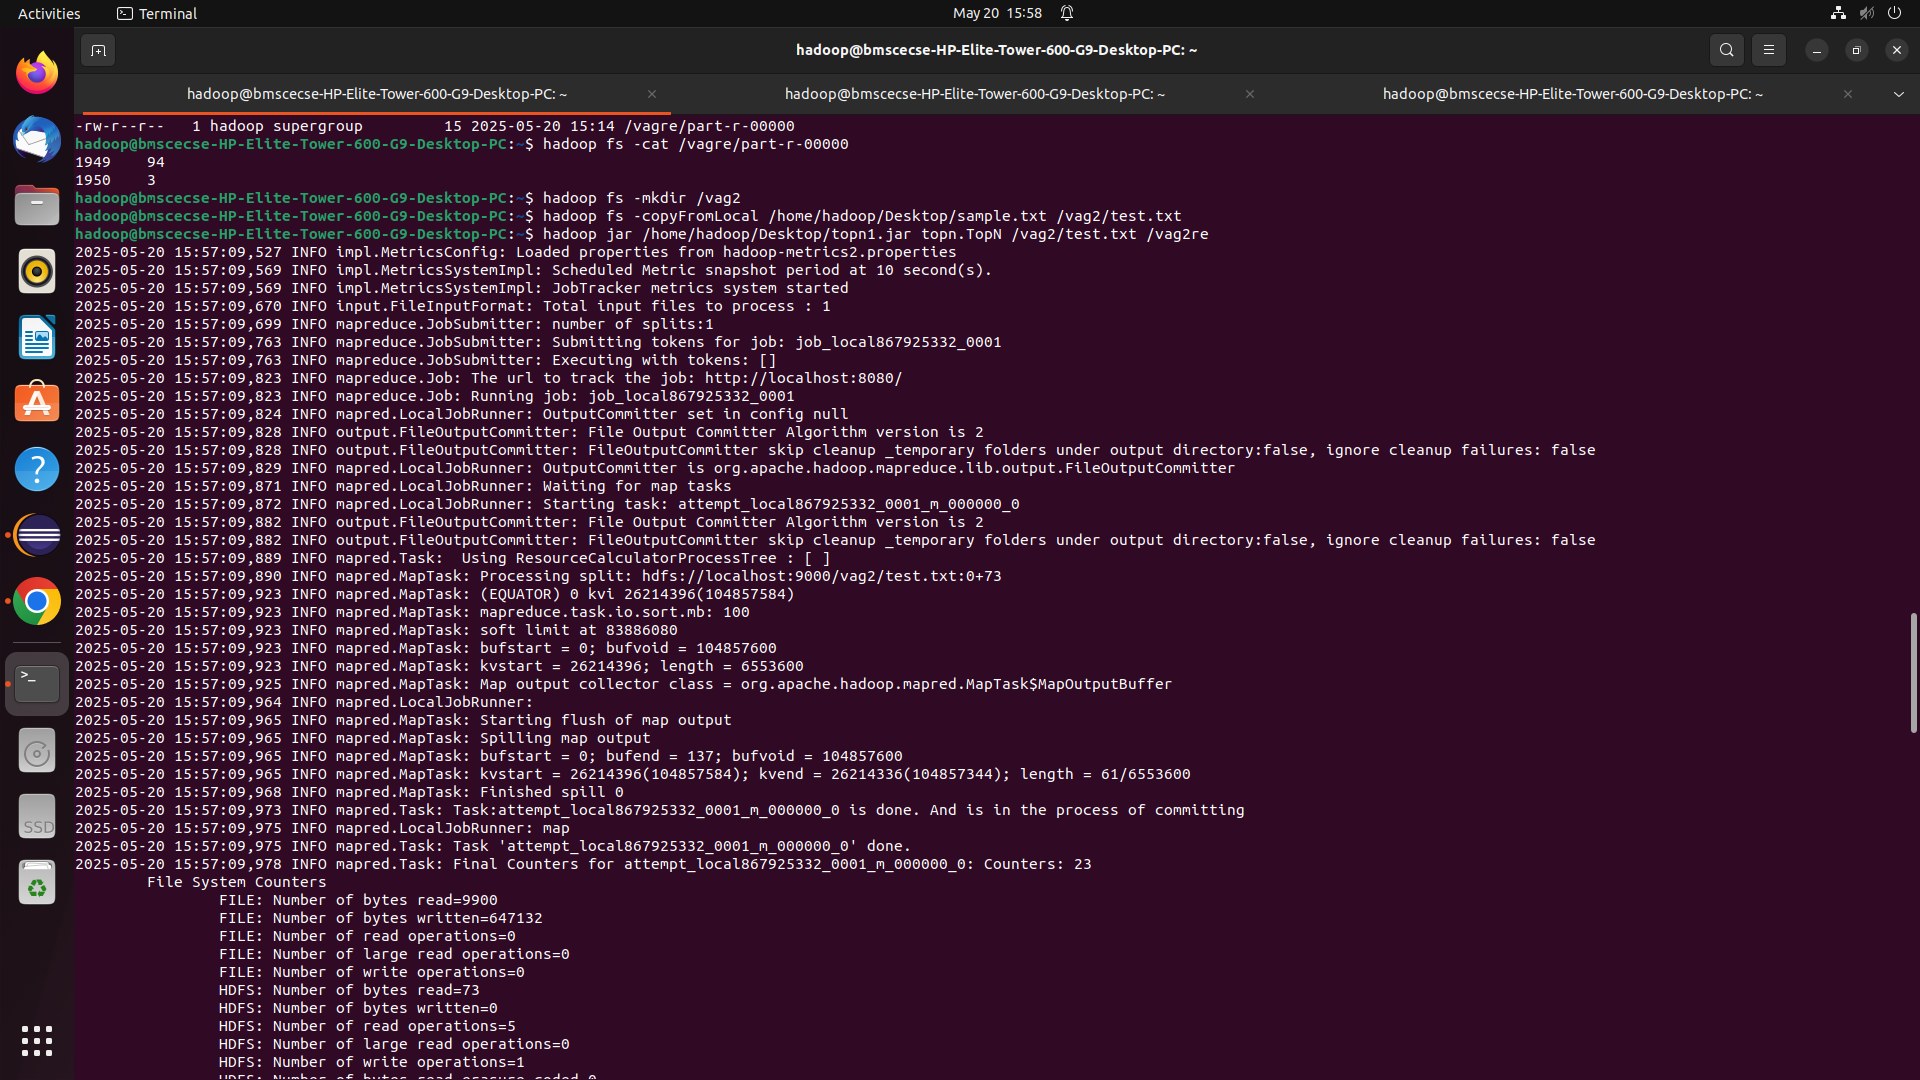 Activities
Terminal
May 20 15:58
hadoop@bmscecse-HP-Elite-Tower-600-G9-Desktop-PC: ~
hadoop@bmscecse-HP-Elite-Tower-600-G9-Desktop-PC: ~
hadoop@bmscecse-HP-Elite-Tower-600-G9-Desktop-PC: ~
hadoop@bmscecse-HP-Elite-Tower-600-G9-Desktop-PC: ~
-rw-r--r--   1 hadoop supergroup         15 2025-05-20 15:14 /vagre/part-r-00000
hadoop@bmscecse-HP-Elite-Tower-600-G9-Desktop-PC:~$ hadoop fs -cat /vagre/part-r-00000
1949    94
1950    3
hadoop@bmscecse-HP-Elite-Tower-600-G9-Desktop-PC:~$ hadoop fs -mkdir /vag2
hadoop@bmscecse-HP-Elite-Tower-600-G9-Desktop-PC:~$ hadoop fs -copyFromLocal /home/hadoop/Desktop/sample.txt /vag2/test.txt
hadoop@bmscecse-HP-Elite-Tower-600-G9-Desktop-PC:~$ hadoop jar /home/hadoop/Desktop/topn1.jar topn.TopN /vag2/test.txt /vag2re
2025-05-20 15:57:09,527 INFO impl.MetricsConfig: Loaded properties from hadoop-metrics2.properties
2025-05-20 15:57:09,569 INFO impl.MetricsSystemImpl: Scheduled Metric snapshot period at 10 second(s).
2025-05-20 15:57:09,569 INFO impl.MetricsSystemImpl: JobTracker metrics system started
2025-05-20 15:57:09,670 INFO input.FileInputFormat: Total input files to process : 1
2025-05-20 15:57:09,699 INFO mapreduce.JobSubmitter: number of splits:1
2025-05-20 15:57:09,763 INFO mapreduce.JobSubmitter: Submitting tokens for job: job_local867925332_0001
2025-05-20 15:57:09,763 INFO mapreduce.JobSubmitter: Executing with tokens: []
2025-05-20 15:57:09,823 INFO mapreduce.Job: The url to track the job: http://localhost:8080/
2025-05-20 15:57:09,823 INFO mapreduce.Job: Running job: job_local867925332_0001
2025-05-20 15:57:09,824 INFO mapred.LocalJobRunner: OutputCommitter set in config null
2025-05-20 15:57:09,828 INFO output.FileOutputCommitter: File Output Committer Algorithm version is 2
2025-05-20 15:57:09,828 INFO output.FileOutputCommitter: FileOutputCommitter skip cleanup _temporary folders under output directory:false, ignore cleanup failures: false
2025-05-20 15:57:09,829 INFO mapred.LocalJobRunner: OutputCommitter is org.apache.hadoop.mapreduce.lib.output.FileOutputCommitter
2025-05-20 15:57:09,871 INFO mapred.LocalJobRunner: Waiting for map tasks
2025-05-20 15:57:09,872 INFO mapred.LocalJobRunner: Starting task: attempt_local867925332_0001_m_000000_0
2025-05-20 15:57:09,882 INFO output.FileOutputCommitter: File Output Committer Algorithm version is 2
2025-05-20 15:57:09,882 INFO output.FileOutputCommitter: FileOutputCommitter skip cleanup _temporary folders under output directory:false, ignore cleanup failures: false
2025-05-20 15:57:09,889 INFO mapred.Task:  Using ResourceCalculatorProcessTree : [ ]
2025-05-20 15:57:09,890 INFO mapred.MapTask: Processing split: hdfs://localhost:9000/vag2/test.txt:0+73
2025-05-20 15:57:09,923 INFO mapred.MapTask: (EQUATOR) 0 kvi 26214396(104857584)
2025-05-20 15:57:09,923 INFO mapred.MapTask: mapreduce.task.io.sort.mb: 100
2025-05-20 15:57:09,923 INFO mapred.MapTask: soft limit at 83886080
2025-05-20 15:57:09,923 INFO mapred.MapTask: bufstart = 0; bufvoid = 104857600
2025-05-20 15:57:09,923 INFO mapred.MapTask: kvstart = 26214396; length = 6553600
2025-05-20 15:57:09,925 INFO mapred.MapTask: Map output collector class = org.apache.hadoop.mapred.MapTask$MapOutputBuffer
2025-05-20 15:57:09,964 INFO mapred.LocalJobRunner:
2025-05-20 15:57:09,965 INFO mapred.MapTask: Starting flush of map output
2025-05-20 15:57:09,965 INFO mapred.MapTask: Spilling map output
2025-05-20 15:57:09,965 INFO mapred.MapTask: bufstart = 0; bufend = 137; bufvoid = 104857600
2025-05-20 15:57:09,965 INFO mapred.MapTask: kvstart = 26214396(104857584); kvend = 26214336(104857344); length = 61/6553600
2025-05-20 15:57:09,968 INFO mapred.MapTask: Finished spill 0
2025-05-20 15:57:09,973 INFO mapred.Task: Task:attempt_local867925332_0001_m_000000_0 is done. And is in the process of committing
2025-05-20 15:57:09,975 INFO mapred.LocalJobRunner: map
2025-05-20 15:57:09,975 INFO mapred.Task: Task 'attempt_local867925332_0001_m_000000_0' done.
2025-05-20 15:57:09,978 INFO mapred.Task: Final Counters for attempt_local867925332_0001_m_000000_0: Counters: 23
File System Counters
FILE: Number of bytes read=9900
FILE: Number of bytes written=647132
FILE: Number of read operations=0
FILE: Number of large read operations=0
FILE: Number of write operations=0
HDFS: Number of bytes read=73
HDFS: Number of bytes written=0
HDFS: Number of read operations=5
HDFS: Number of large read operations=0
HDFS: Number of write operations=1
HDFS: Number of bytes read erasure-coded=0
SSD